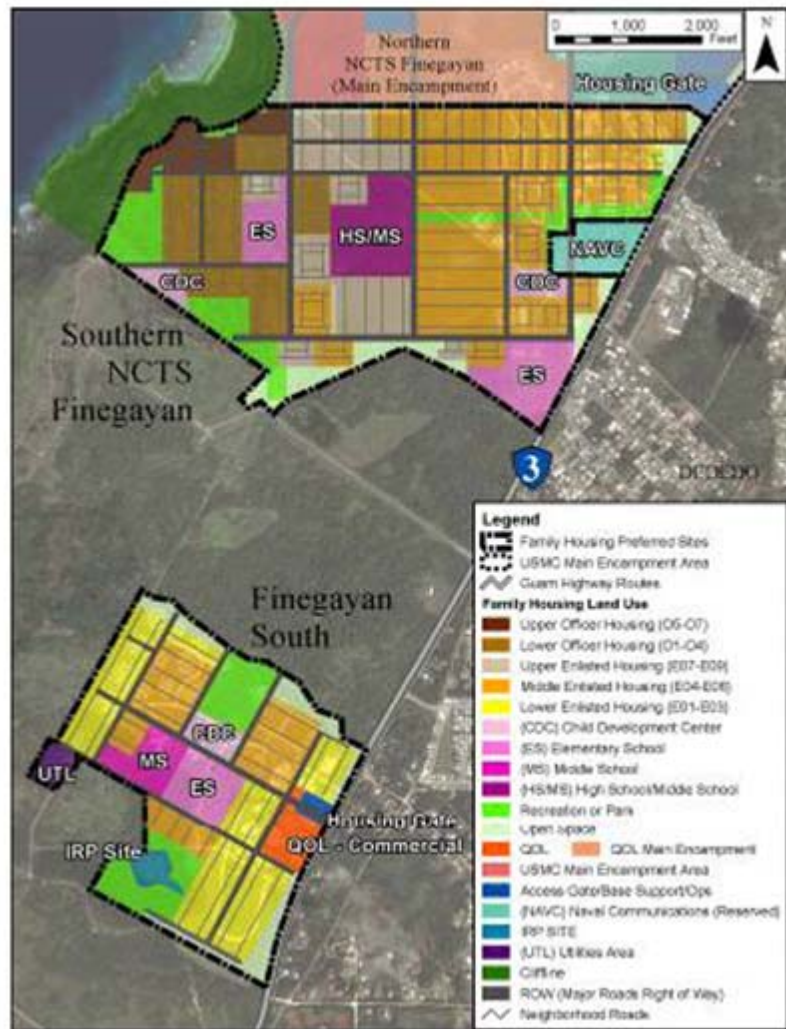 0 1,000 2,000
Feet
N
Northern
NCTS Finegayan
(Main Encampment)
Housing Gate
ES
HS/MS
NAVC
CDC
CDC
Southern
NCTS
Finegayan
ES
3
DEDEDO
Finegayan
South
CDC
MS
ES
UTL
Housing Gate
QOL - Commercial
IRP Site
Legend
Family Housing Preferred Sites
USMC Main Encampment Area
Guam Highway Routes
Family Housing Land Use
Upper Officer Housing (O5-O7)
Lower Officer Housing (O1-O4)
Upper Enlisted Housing (E07-E09)
Middle Enlisted Housing (E04-E06)
Lower Enlisted Housing (E01-E03)
(CDC) Child Development Center
(ES) Elementary School
(MS) Middle School
(HS/MS) High School/Middle School
Recreation or Park
Open Space
QOL QOL Main Encampment
USMC Main Encampment Area
Access Gate/Base Support/Ops
(NAVC) Naval Communications (Reserved)
IRP SITE
(UTL) Utilities Area
Cliffline
ROW (Major Roads Right of Way)
Neighborhood Roads